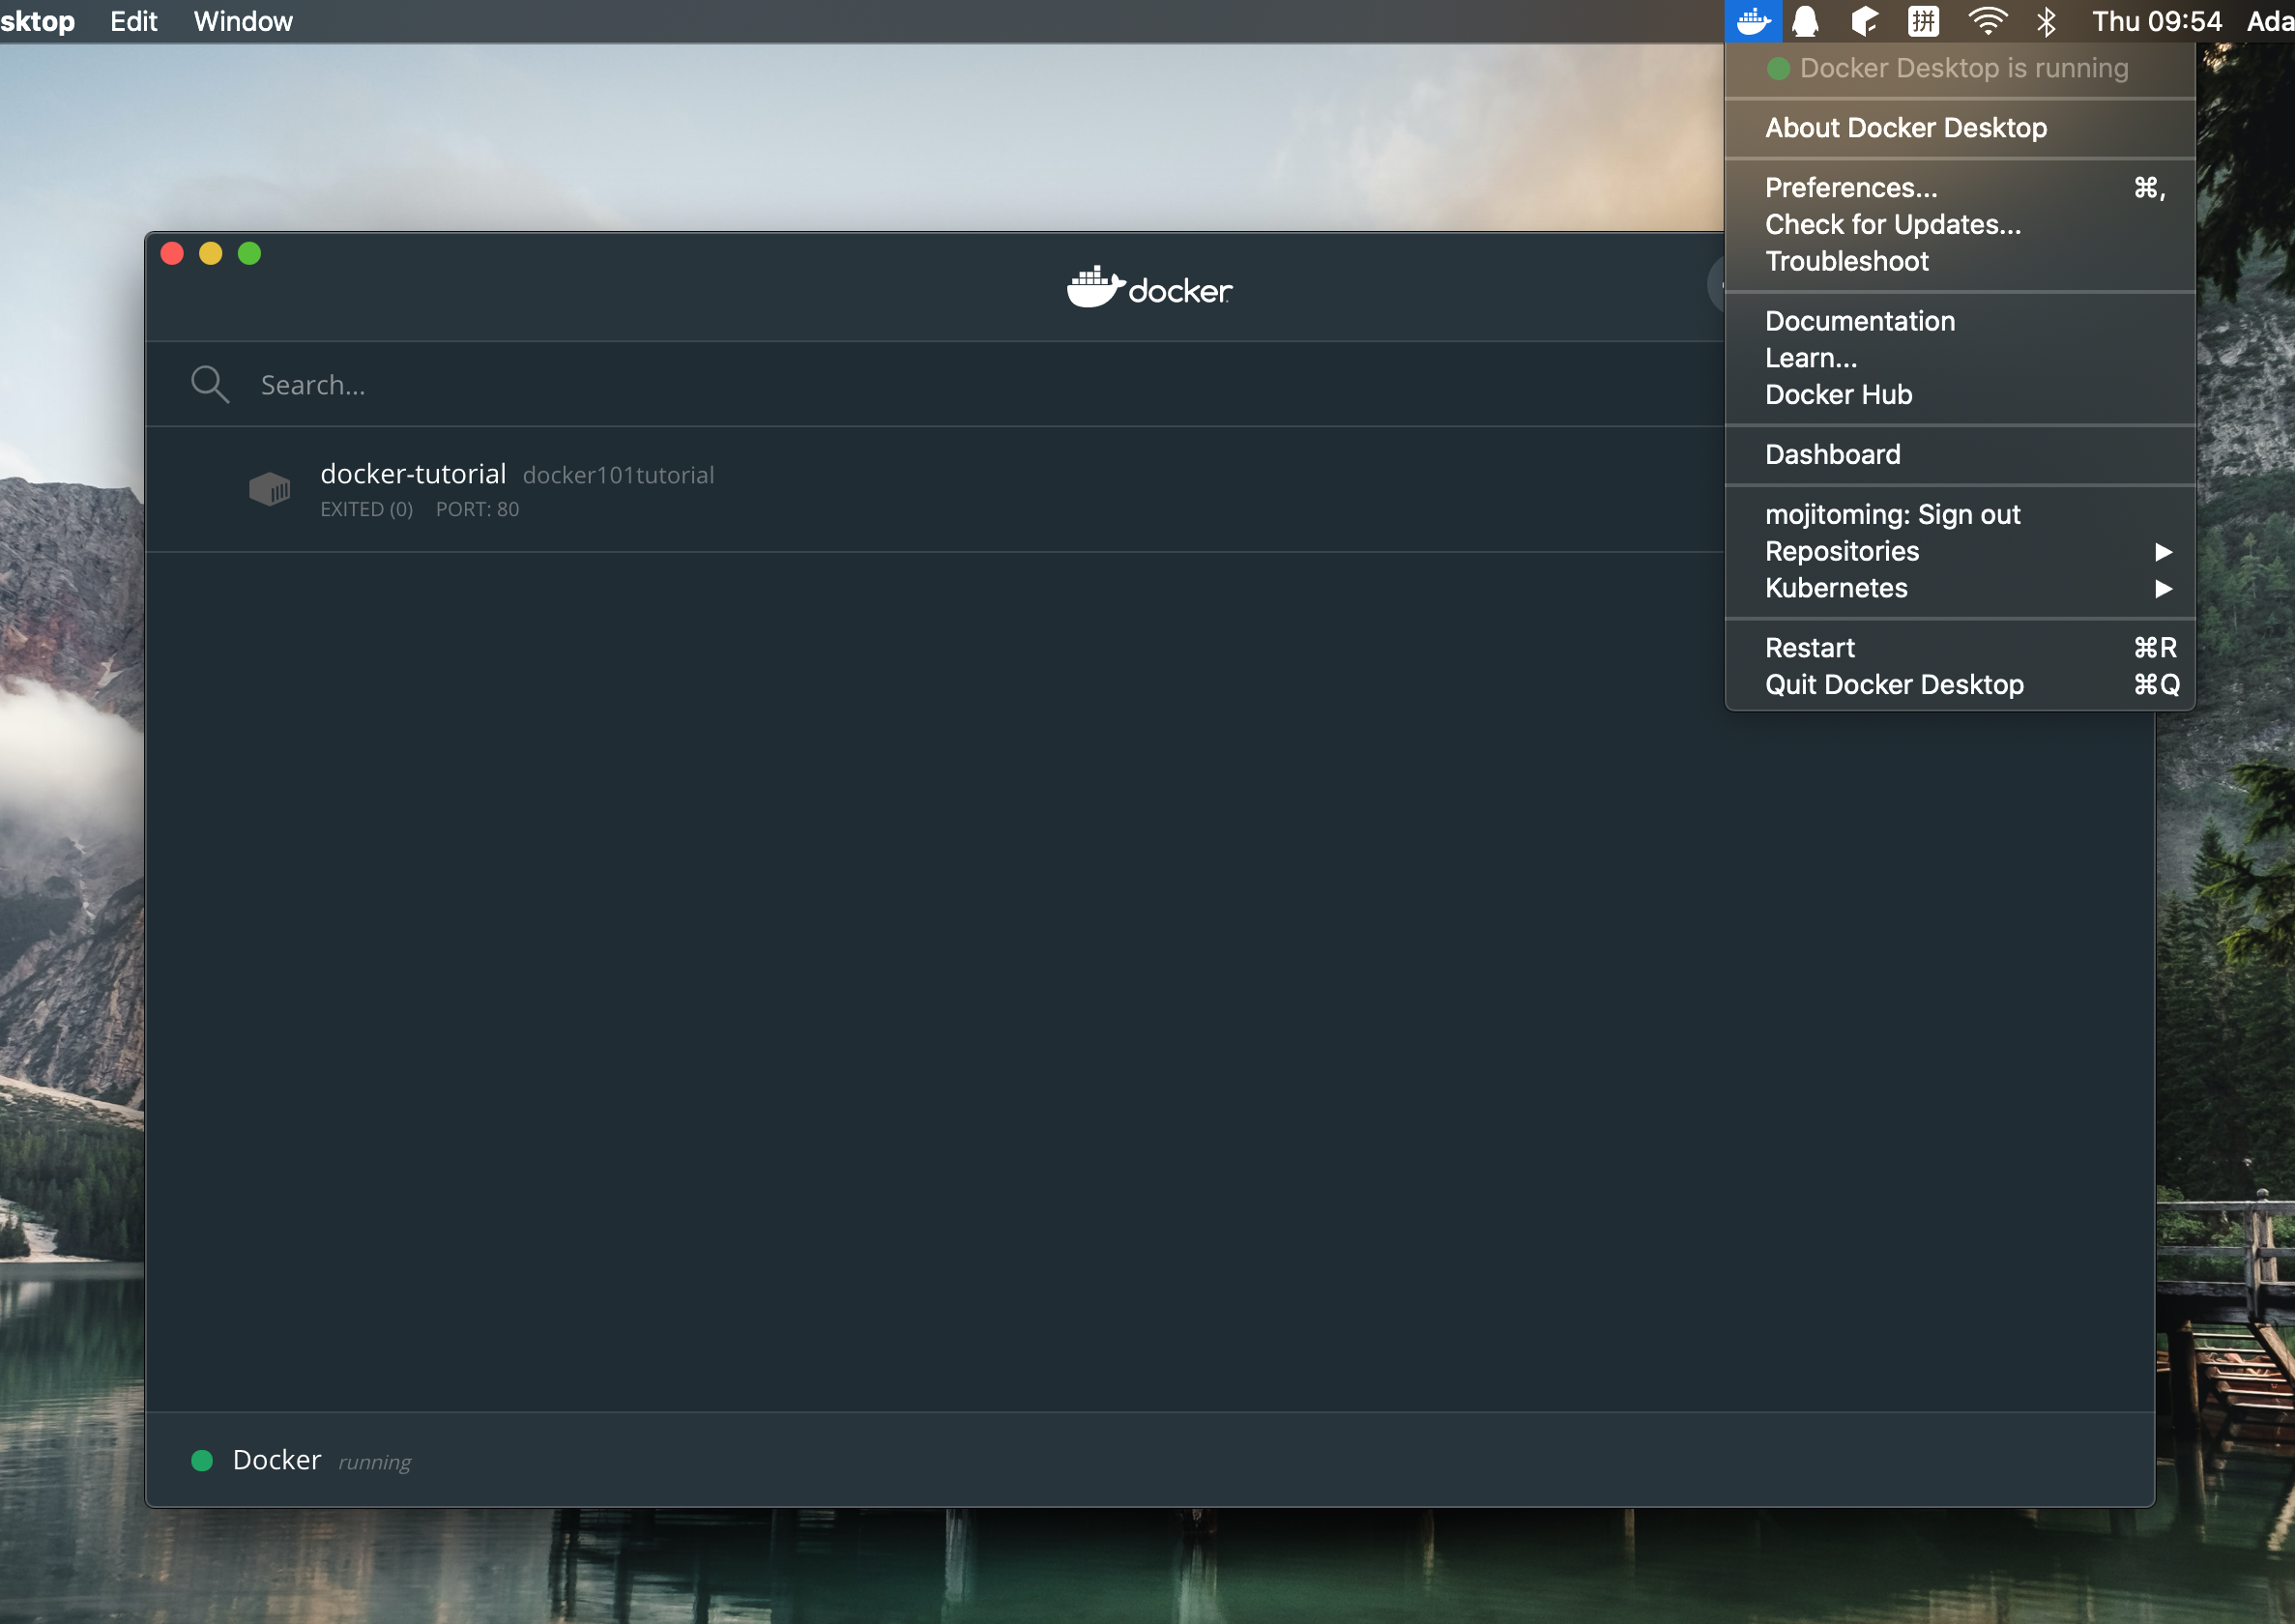 sktop Edit Window 拼 Thu 09:54 Ada
Docker Desktop is running
About Docker Desktop
Preferences... ⌘,
Check for Updates...
Troubleshoot
Documentation
Learn...
Docker Hub
Dashboard
mojitoming: Sign out
Repositories ▶
Kubernetes ▶
Restart ⌘R
Quit Docker Desktop ⌘Q
docker
Search...
docker-tutorial docker101tutorial
EXITED (0) PORT: 80
Docker running